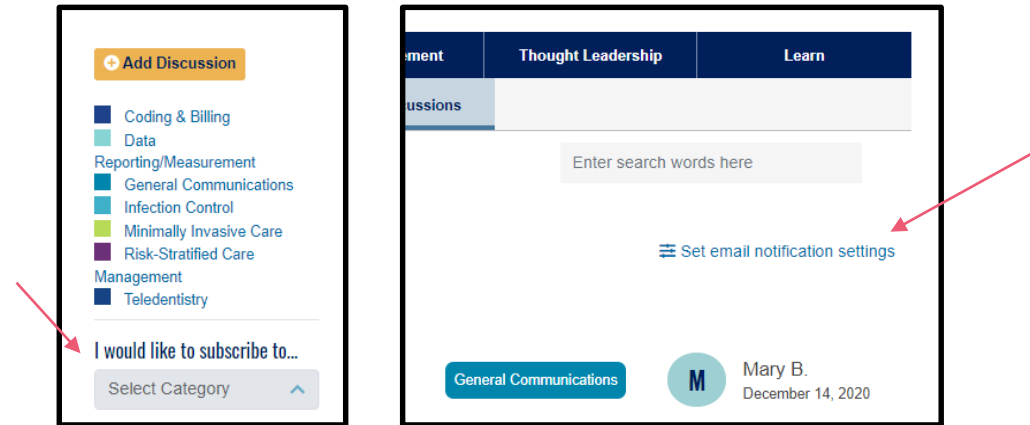 Add Discussion
Coding & Billing
Data
Reporting/Measurement
General Communications
Infection Control
Minimally Invasive Care
Risk-Stratified Care
Management
Teledentistry
I would like to subscribe to...
Select Category
ement Thought Leadership Learn
ussions
Enter search words here
Set email notification settings
General Communications M Mary B.
December 14, 2020